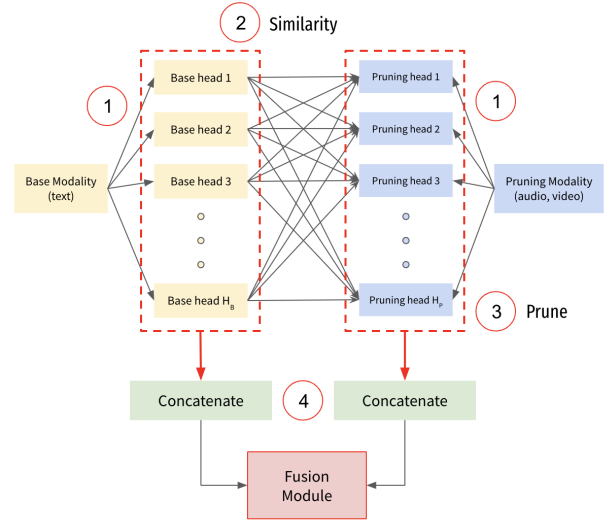 2 Similarity
Base head 1
Pruning head 1
1
1
Base head 2
Pruning head 2
Base Modality
(text)
Base head 3
Pruning head 3
Pruning Modality
(audio, video)
Base head H_B
Pruning head H_P
3 Prune
Concatenate
4
Concatenate
Fusion
Module